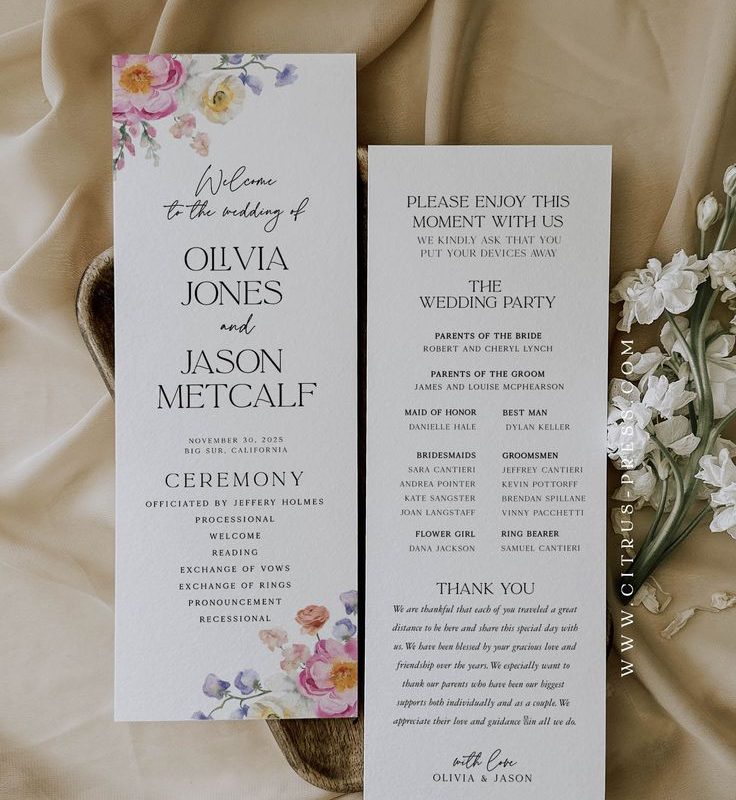 Welcome
to the wedding of
OLIVIA
JONES
and
JASON
METCALF
NOVEMBER 30, 2025
BIG SUR, CALIFORNIA
CEREMONY
OFFICIATED BY JEFFERY HOLMES
PROCESSIONAL
WELCOME
READING
EXCHANGE OF VOWS
EXCHANGE OF RINGS
PRONOUNCEMENT
RECESSIONAL
PLEASE ENJOY THIS
MOMENT WITH US
WE KINDLY ASK THAT YOU
PUT YOUR DEVICES AWAY
THE
WEDDING PARTY
PARENTS OF THE BRIDE
ROBERT AND CHERYL LYNCH
PARENTS OF THE GROOM
JAMES AND LOUISE MCPHEARSON
MAID OF HONOR BEST MAN
DANIELLE HALE DYLAN KELLER
BRIDESMAIDS GROOMSMEN
SARA CANTIERI JEFFREY CANTIERI
ANDREA POINTER KEVIN POTTORFF
KATE SANGSTER BRENDAN SPILLANE
JOAN LANGSTAFF VINNY PACCHETTI
FLOWER GIRL RING BEARER
DANA JACKSON SAMUEL CANTIERI
THANK YOU
We are thankful that each of you traveled a great
distance to be here and share this special day with
us. We have been blessed by your gracious love and
friendship over the years. We especially want to
thank our parents who have been our biggest
supports both individually and as a couple. We
appreciate their love and guidance in all we do.
with love
OLIVIA & JASON
WWW.CITRUS-PRESS.COM